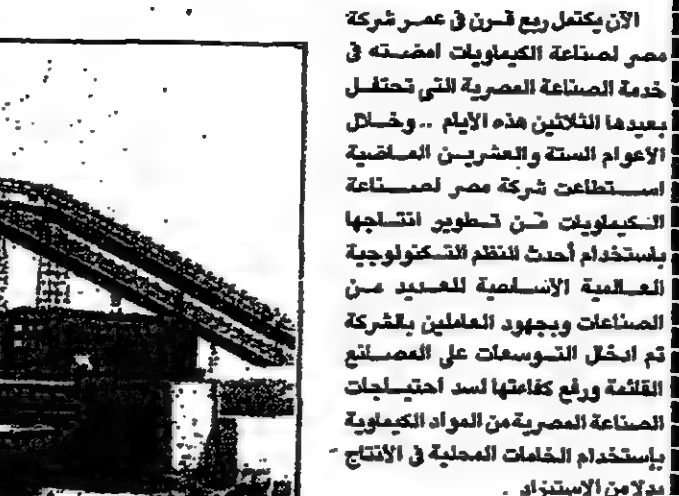 الآن يكتمل ربع قرن في عمر شركة
مصر لصناعة الكيماويات امضته في
خدمة الصناعة المصرية التي تحتفل
بعيدها الثلاثين هذه الأيام .. وخلال
الأعوام الستة والعشرين الماضية
استطاعت شركة مصر لصناعة
الكيماويات من تطوير انتاجها
باستخدام أحدث النظم التكنولوجية
العالمية الأساسية للعديد من
الصناعات وبجهود العاملين بالشركة
تم ادخال التوسعات على المصانع
القائمة ورفع كفاءتها لسد احتياجات
الصناعة المصرية من المواد الكيماوية
بإستخدام الخامات المحلية في الأنتاج
بدلا من الاستيراد .